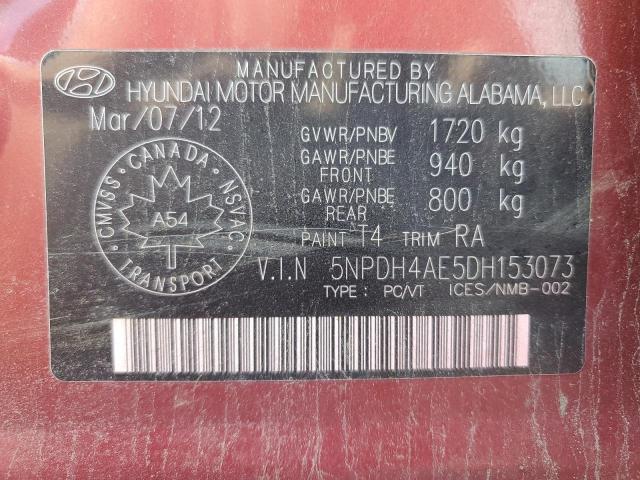 MANUFACTURED BY
HYUNDAI MOTOR MANUFACTURING ALABAMA, LLC
Mar/07/12
GVWR/PNBV 1720 kg
GAWR/PNBE FRONT 940 kg
GAWR/PNBE REAR 800 kg
PAINT T4 TRIM RA
CANADA
CMVSS
NSVAC
A54
TRANSPORT
V.I.N 5NPDH4AE5DH153073
TYPE : PC/VT ICES/NMB-002